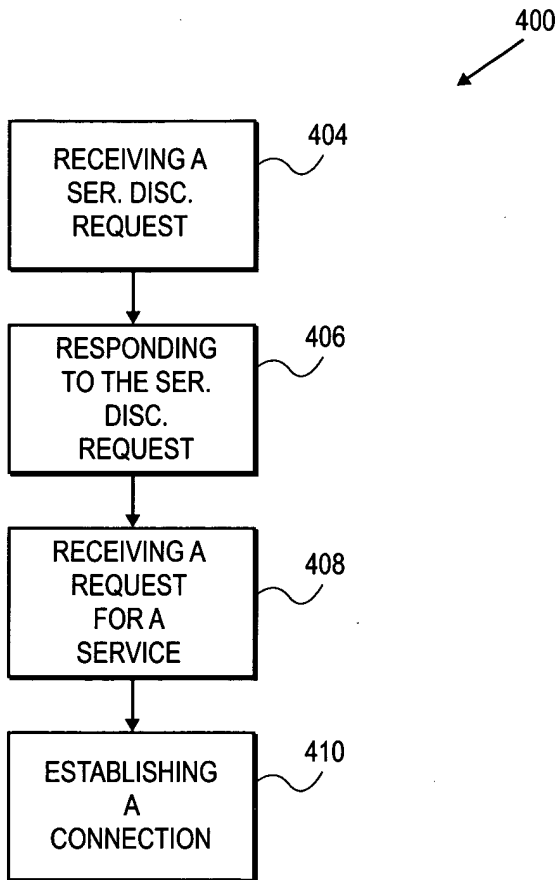 400
RECEIVING A
SER. DISC.
REQUEST
404
RESPONDING
TO THE SER.
DISC.
REQUEST
406
RECEIVING A
REQUEST
FOR A
SERVICE
408
ESTABLISHING
A
CONNECTION
410